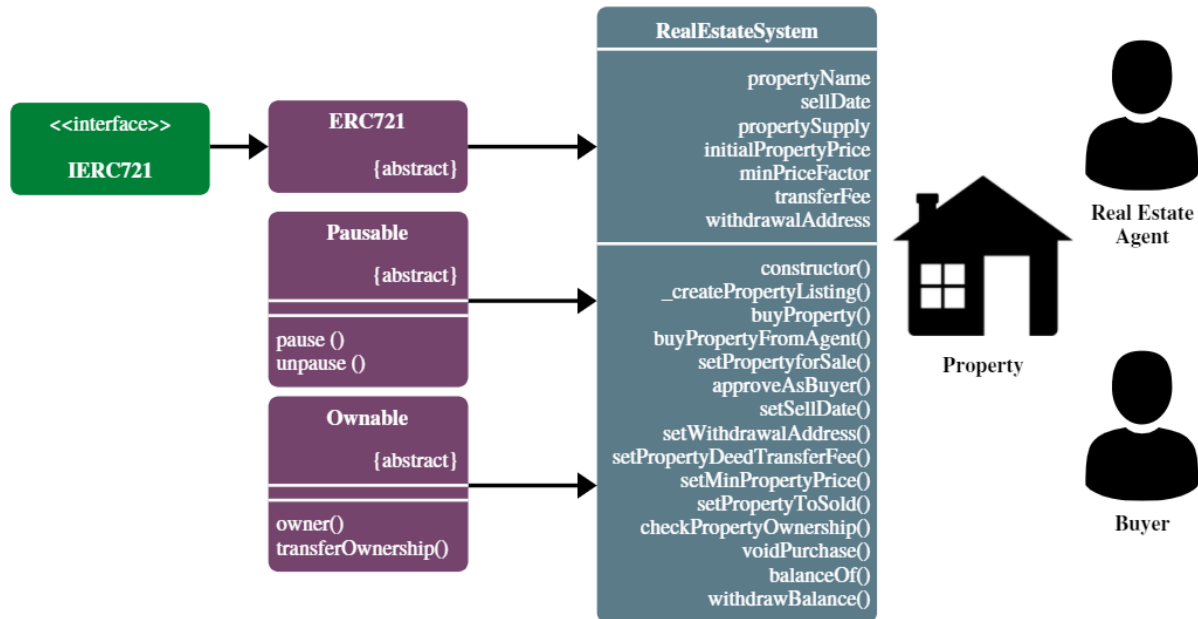 <<interface>>
IERC721
ERC721
{abstract}
Pausable
{abstract}
pause ()
unpause ()
Ownable
{abstract}
owner()
transferOwnership()
RealEstateSystem
propertyName
sellDate
propertySupply
initialPropertyPrice
minPriceFactor
transferFee
withdrawalAddress
constructor()
_createPropertyListing()
buyProperty()
buyPropertyFromAgent()
setPropertyforSale()
approveAsBuyer()
setSellDate()
setWithdrawalAddress()
setPropertyDeedTransferFee()
setMinPropertyPrice()
setPropertyToSold()
checkPropertyOwnership()
voidPurchase()
balanceOf()
withdrawBalance()
Property
Real Estate
Agent
Buyer